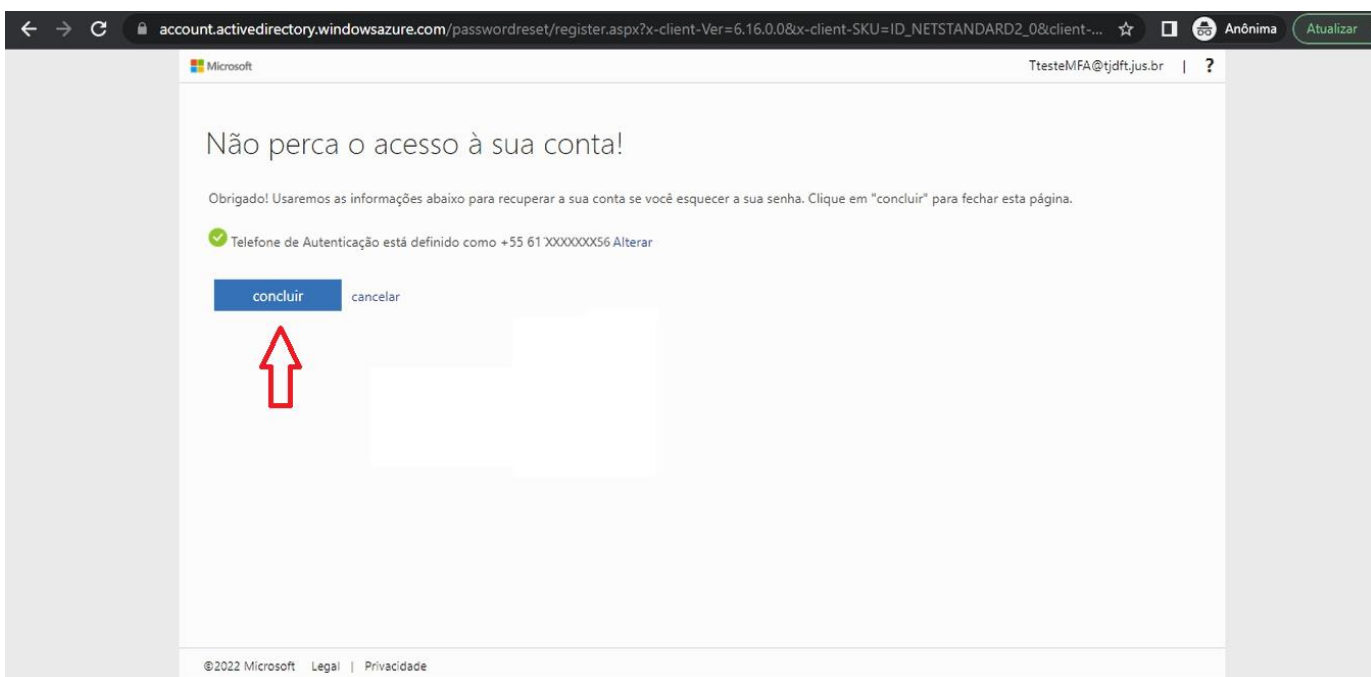 account.activedirectory.windowsazure.com/passwordreset/register.aspx?x-client-Ver=6.16.0.0&x-client-SKU=ID_NETSTANDARD2_0&client-... Anônima Atualizar
Microsoft TtesteMFA@tjdft.jus.br | ?
Não perca o acesso à sua conta!
Obrigado! Usaremos as informações abaixo para recuperar a sua conta se você esquecer a sua senha. Clique em "concluir" para fechar esta página.
Telefone de Autenticação está definido como +55 61 XXXXXXX56 Alterar
concluir cancelar
©2022 Microsoft Legal | Privacidade